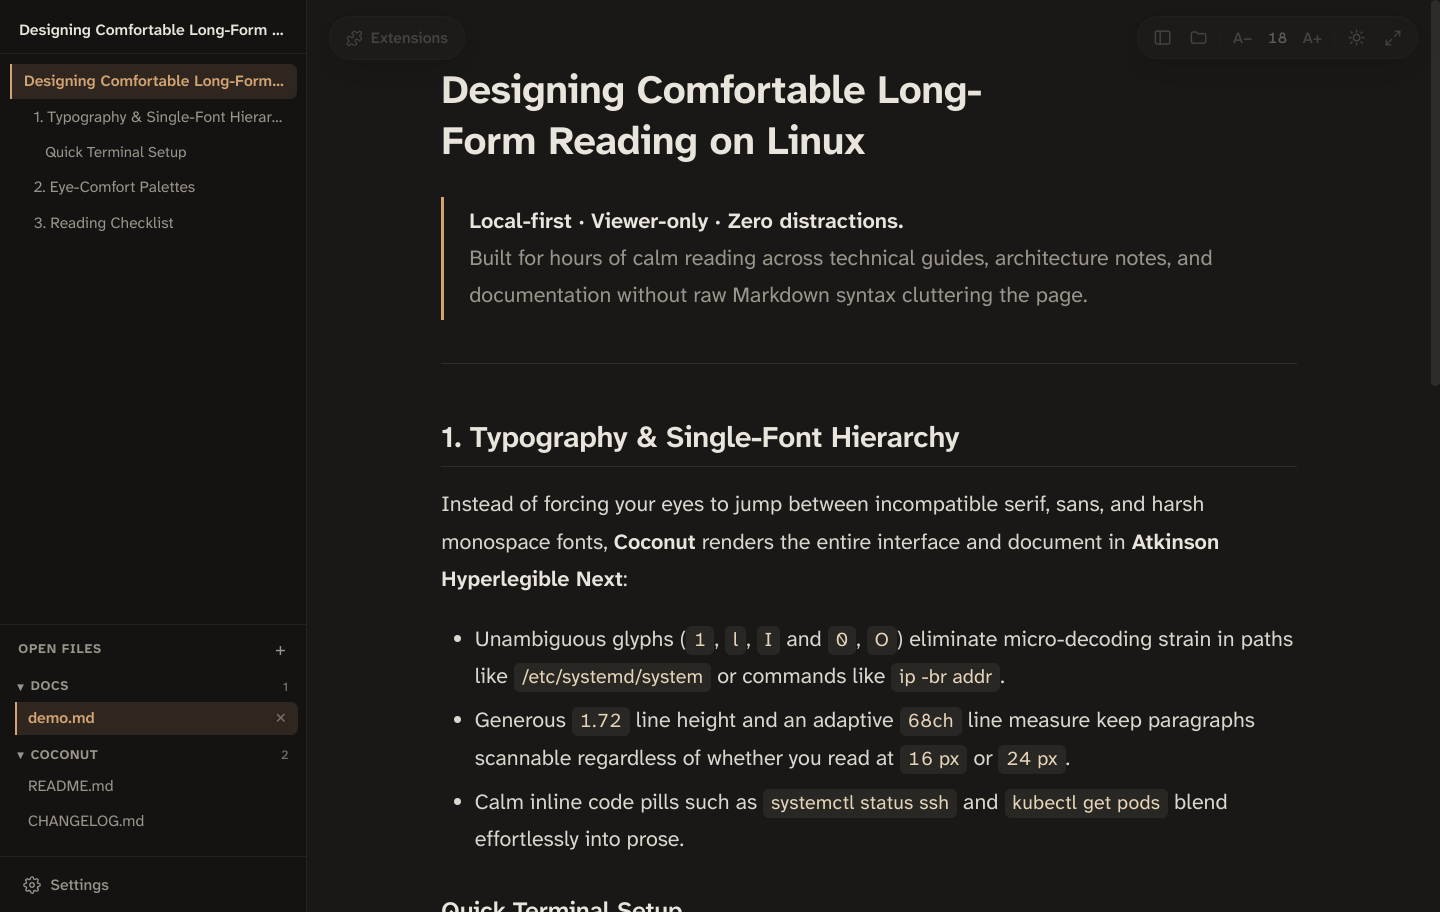 Designing Comfortable Long-Form ...
Designing Comfortable Long-Form...
1. Typography & Single-Font Hierar...
Quick Terminal Setup
2. Eye-Comfort Palettes
3. Reading Checklist
OPEN FILES +
▾ DOCS 1
demo.md ×
▾ COCONUT 2
README.md
CHANGELOG.md
Settings
Extensions
A− 18 A+
Designing Comfortable Long-
Form Reading on Linux
Local-first · Viewer-only · Zero distractions.
Built for hours of calm reading across technical guides, architecture notes, and
documentation without raw Markdown syntax cluttering the page.
1. Typography & Single-Font Hierarchy
Instead of forcing your eyes to jump between incompatible serif, sans, and harsh
monospace fonts, Coconut renders the entire interface and document in Atkinson
Hyperlegible Next:
• Unambiguous glyphs ( 1 , l , I and 0 , O ) eliminate micro-decoding strain in paths
like /etc/systemd/system or commands like ip -br addr .
• Generous 1.72 line height and an adaptive 68ch line measure keep paragraphs
scannable regardless of whether you read at 16 px or 24 px .
• Calm inline code pills such as systemctl status ssh and kubectl get pods blend
effortlessly into prose.
Quick Terminal Setup